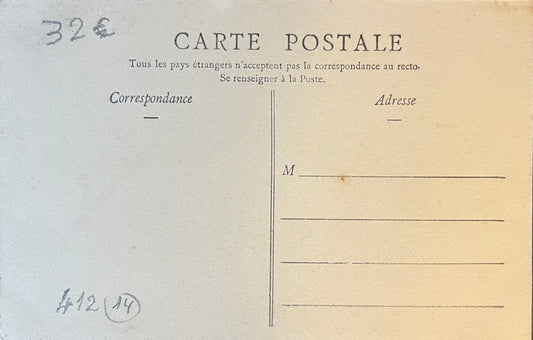 32€
CARTE POSTALE
Tous les pays étrangers n'acceptent pas la correspondance au recto.
Se renseigner à la Poste.
Correspondance
Adresse
M
412 14